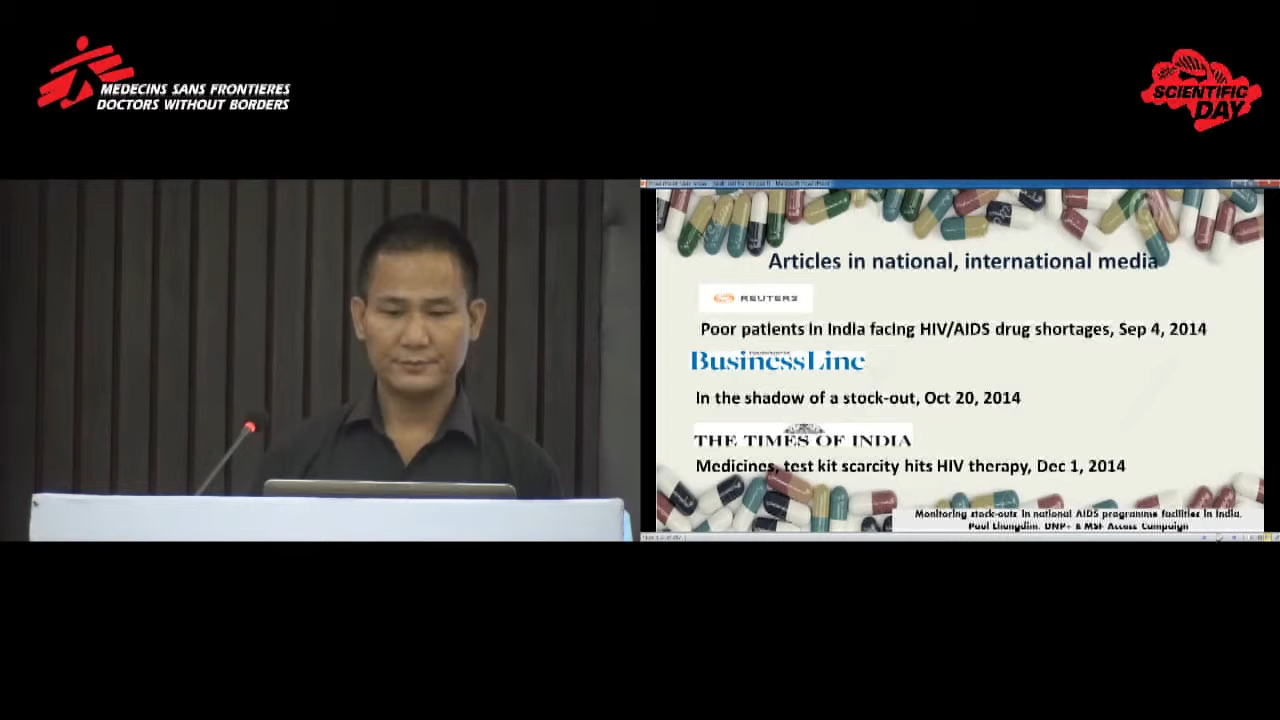 MEDECINS SANS FRONTIERES
DOCTORS WITHOUT BORDERS
SCIENTIFIC
DAY
Articles in national, international media
REUTERS
Poor patients in India facing HIV/AIDS drug shortages, Sep 4, 2014
BusinessLine
In the shadow of a stock-out, Oct 20, 2014
THE TIMES OF INDIA
Medicines, test kit scarcity hits HIV therapy, Dec 1, 2014
Monitoring stock-outs in national AIDS programme facilities in India.
Paul Lhungdim, DNP+ & MSF Access Campaign